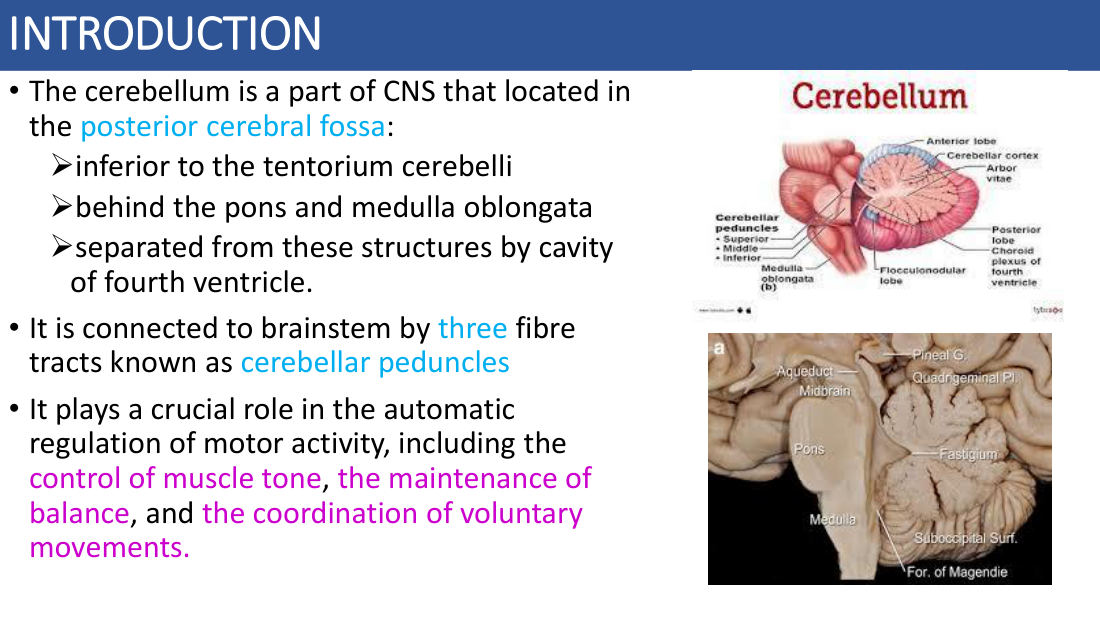 INTRODUCTION
• The cerebellum is a part of CNS that located in
the posterior cerebral fossa:
➢inferior to the tentorium cerebelli
➢behind the pons and medulla oblongata
➢separated from these structures by cavity
of fourth ventricle.
• It is connected to brainstem by three fibre
tracts known as cerebellar peduncles
• It plays a crucial role in the automatic
regulation of motor activity, including the
control of muscle tone, the maintenance of
balance, and the coordination of voluntary
movements.
Cerebellum
Anterior lobe
Cerebellar cortex
Arbor
vitae
Cerebellar
peduncles
• Superior
• Middle
• Inferior
Medulla
oblongata
(b)
Flocculonodular
lobe
Posterior
lobe
Choroid
plexus of
fourth
ventricle
a
Pineal G.
Aqueduct
Quadrigeminal Pl.
Midbrain
Pons
Fastigium
Medulla
Suboccipital Surf.
For. of Magendie